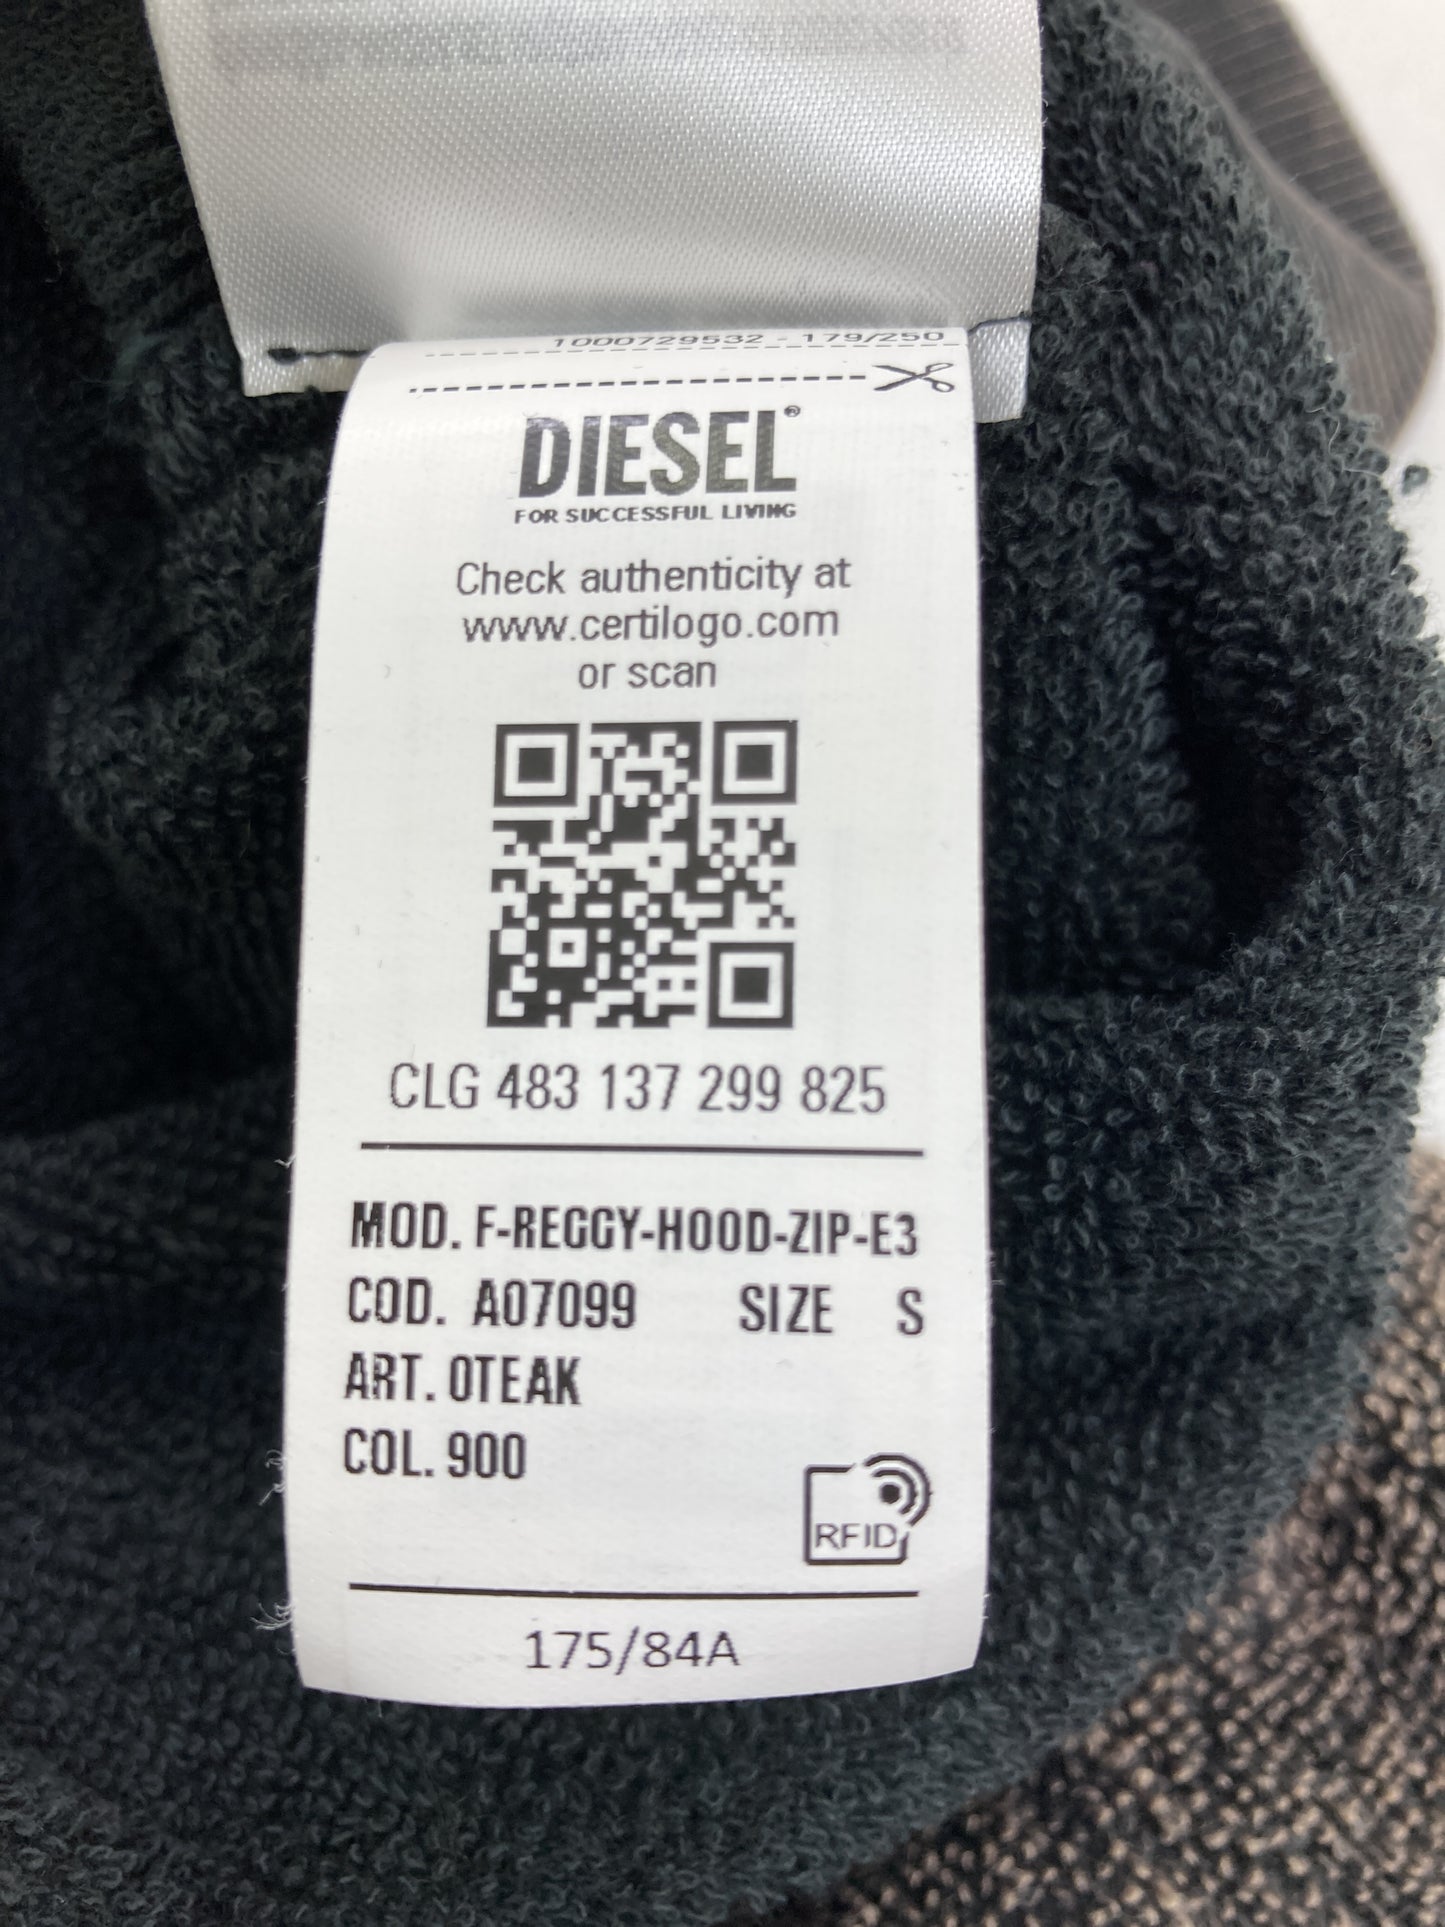 1000729532 - 179/250
DIESEL®
FOR SUCCESSFUL LIVING
Check authenticity at
www.certilogo.com
or scan
CLG 483 137 299 825
MOD. F-REGGY-HOOD-ZIP-E3
COD. A07099 SIZE S
ART. 0TEAK
COL. 900
RFID
175/84A